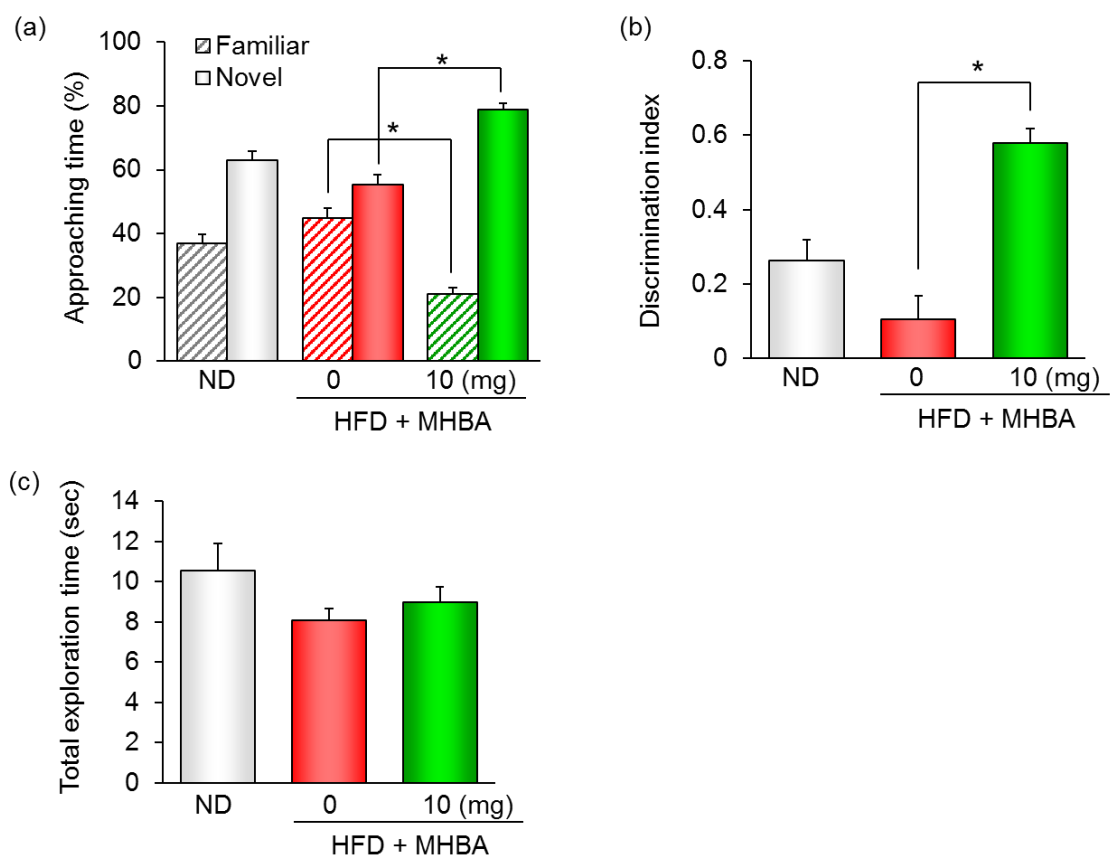 (a)
Approaching time (%)
100
80
60
40
20
0
Familiar
Novel
*
*
ND
0
10 (mg)
HFD + MHBA
(b)
Discrimination index
0.8
0.6
0.4
0.2
0
*
ND
0
10 (mg)
HFD + MHBA
(c)
Total exploration time (sec)
14
12
10
8
6
4
2
0
ND
0
10 (mg)
HFD + MHBA